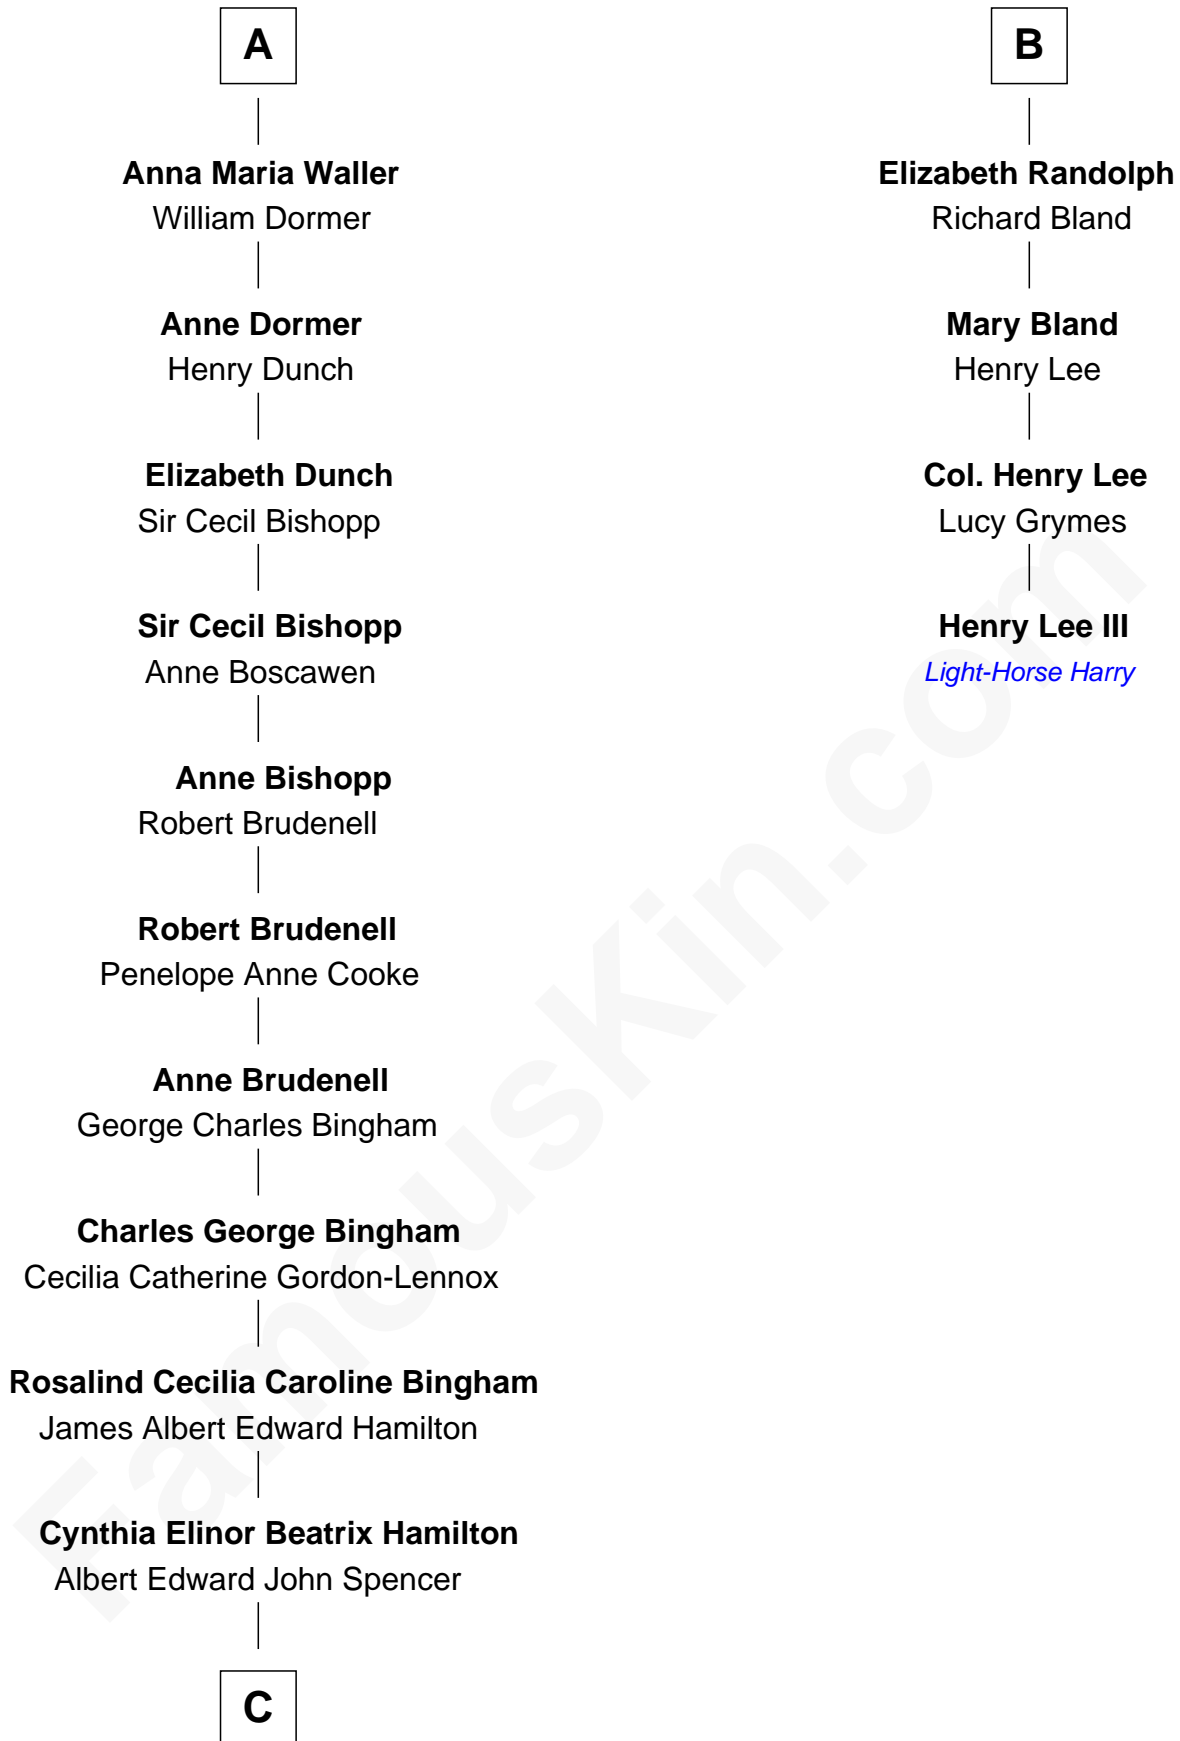 A
Anna Maria Waller
William Dormer
Anne Dormer
Henry Dunch
Elizabeth Dunch
Sir Cecil Bishopp
Sir Cecil Bishopp
Anne Boscawen
Anne Bishopp
Robert Brudenell
Robert Brudenell
Penelope Anne Cooke
Anne Brudenell
George Charles Bingham
Charles George Bingham
Cecilia Catherine Gordon-Lennox
Rosalind Cecilia Caroline Bingham
James Albert Edward Hamilton
Cynthia Elinor Beatrix Hamilton
Albert Edward John Spencer
C
B
Elizabeth Randolph
Richard Bland
Mary Bland
Henry Lee
Col. Henry Lee
Lucy Grymes
Henry Lee III
Light-Horse Harry
FamousKin.com